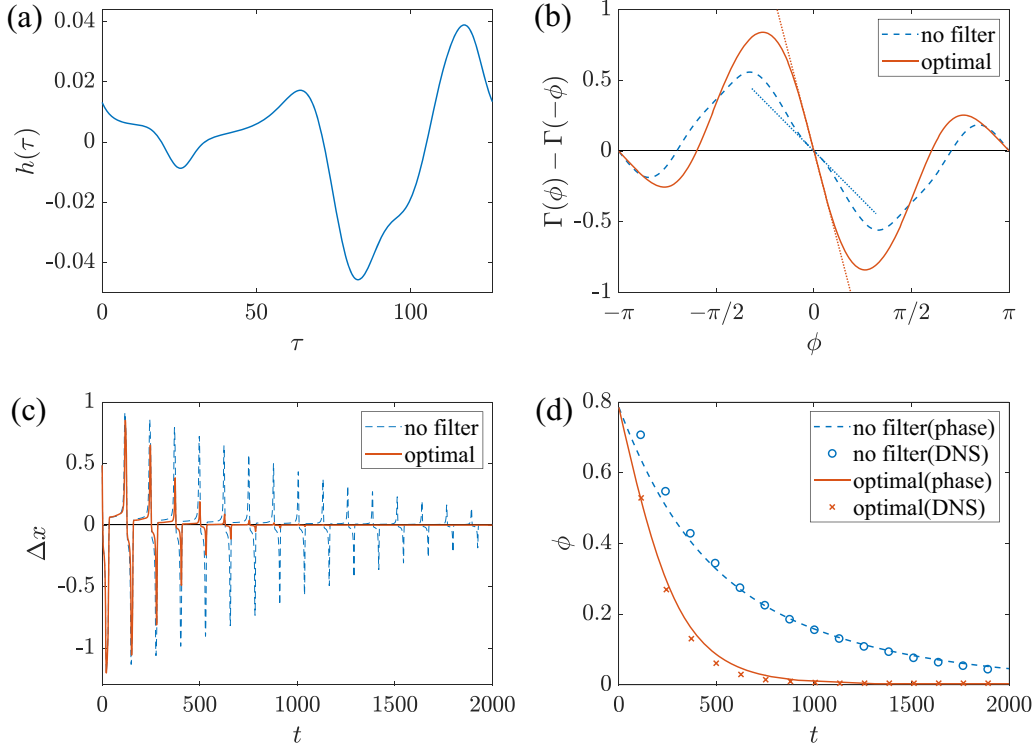 (a)
0.04
0.02
0
-0.02
-0.04
h(τ)
0 50 100
τ
(b)
1
0.5
0
-0.5
-1
Γ(ϕ) − Γ(−ϕ)
no filter
optimal
−π −π/2 0 π/2 π
ϕ
(c)
1
0.5
0
-0.5
-1
Δx
no filter
optimal
0 500 1000 1500 2000
t
(d)
0.8
0.6
0.4
0.2
0
ϕ
no filter(phase)
no filter(DNS)
optimal(phase)
optimal(DNS)
0 500 1000 1500 2000
t